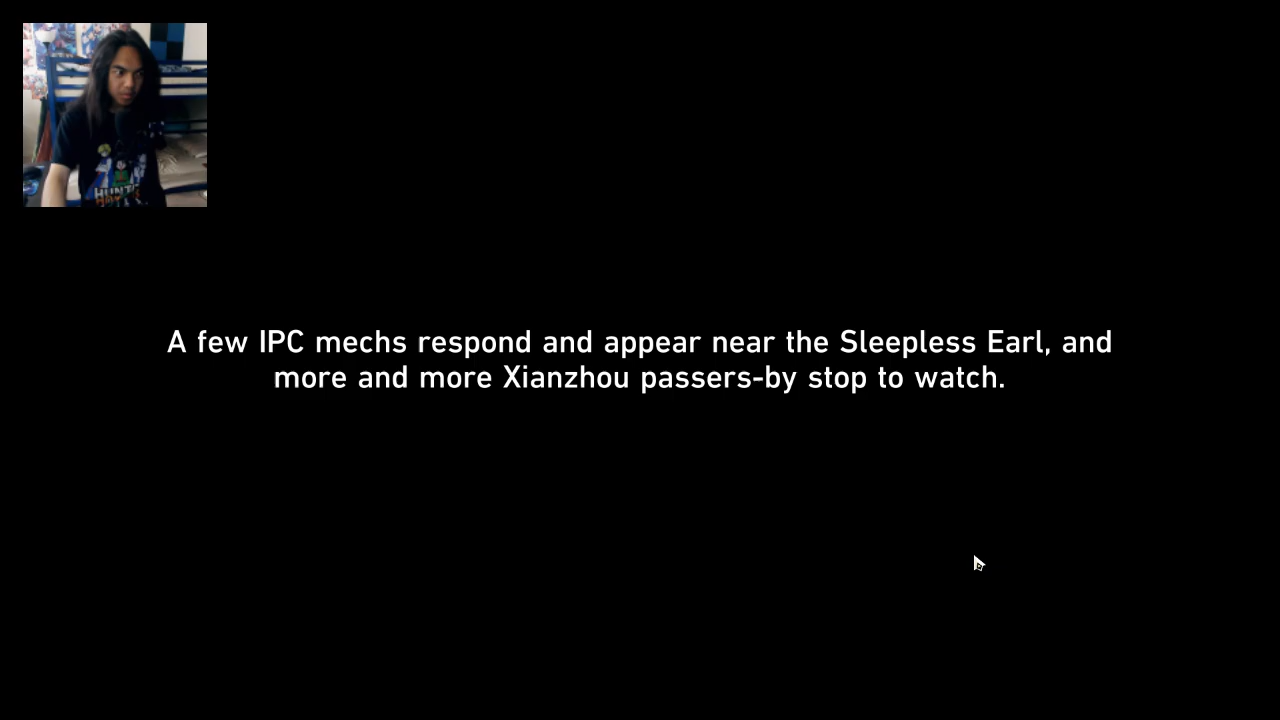 HUNTER
A few IPC mechs respond and appear near the Sleepless Earl, and
more and more Xianzhou passers-by stop to watch.